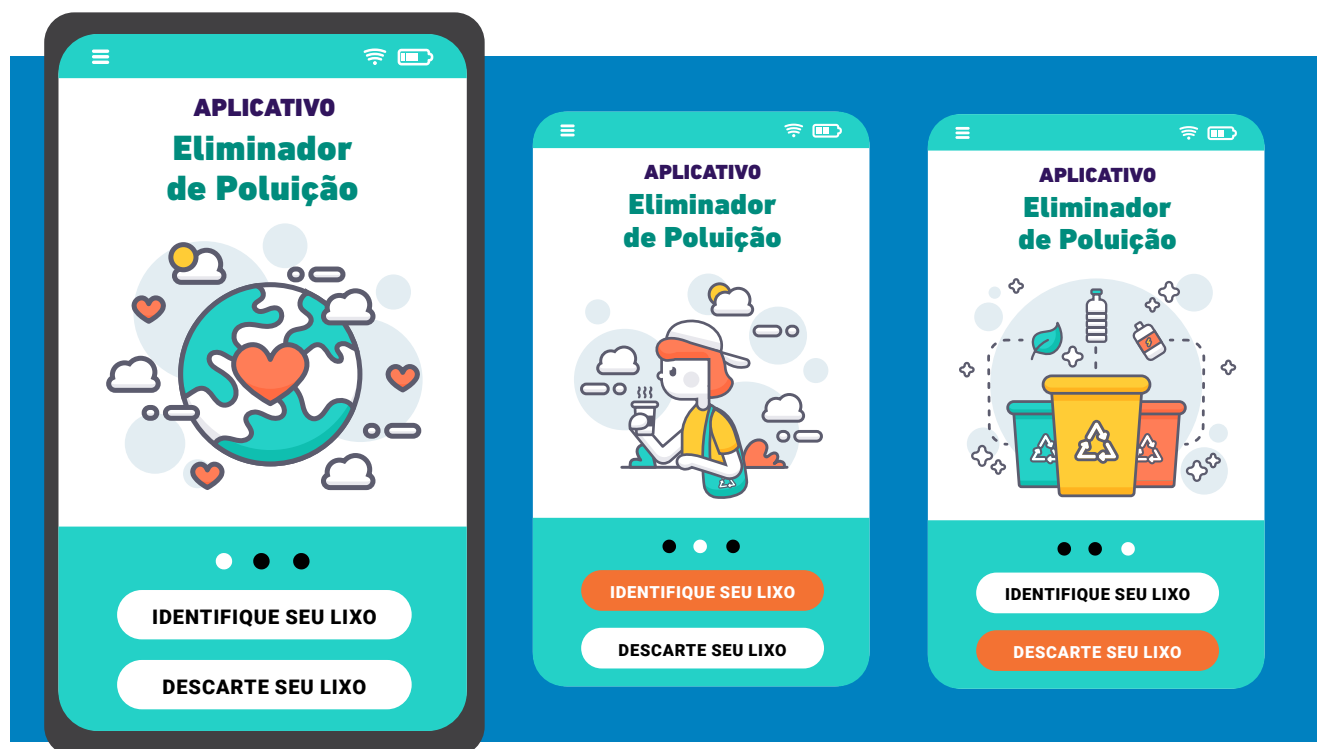 APLICATIVO
Eliminador
de Poluição
IDENTIFIQUE SEU LIXO
DESCARTE SEU LIXO
APLICATIVO
Eliminador
de Poluição
IDENTIFIQUE SEU LIXO
DESCARTE SEU LIXO
APLICATIVO
Eliminador
de Poluição
IDENTIFIQUE SEU LIXO
DESCARTE SEU LIXO